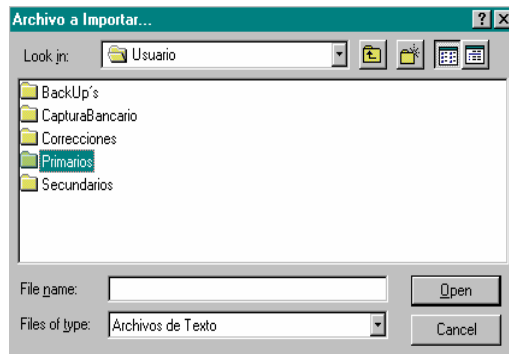 Archivo a Importar...
Look in: Usuario
BackUp´s
CapturaBancario
Correcciones
Primarios
Secundarios
File name: Open
Files of type: Archivos de Texto Cancel